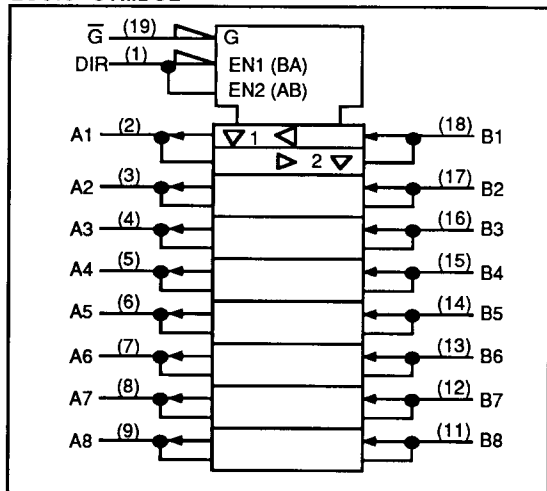 G̅ (19) G
DIR (1) EN1 (BA)
EN2 (AB)
A1 (2) 1 (18) B1
2
A2 (3) (17) B2
A3 (4) (16) B3
A4 (5) (15) B4
A5 (6) (14) B5
A6 (7) (13) B6
A7 (8) (12) B7
A8 (9) (11) B8